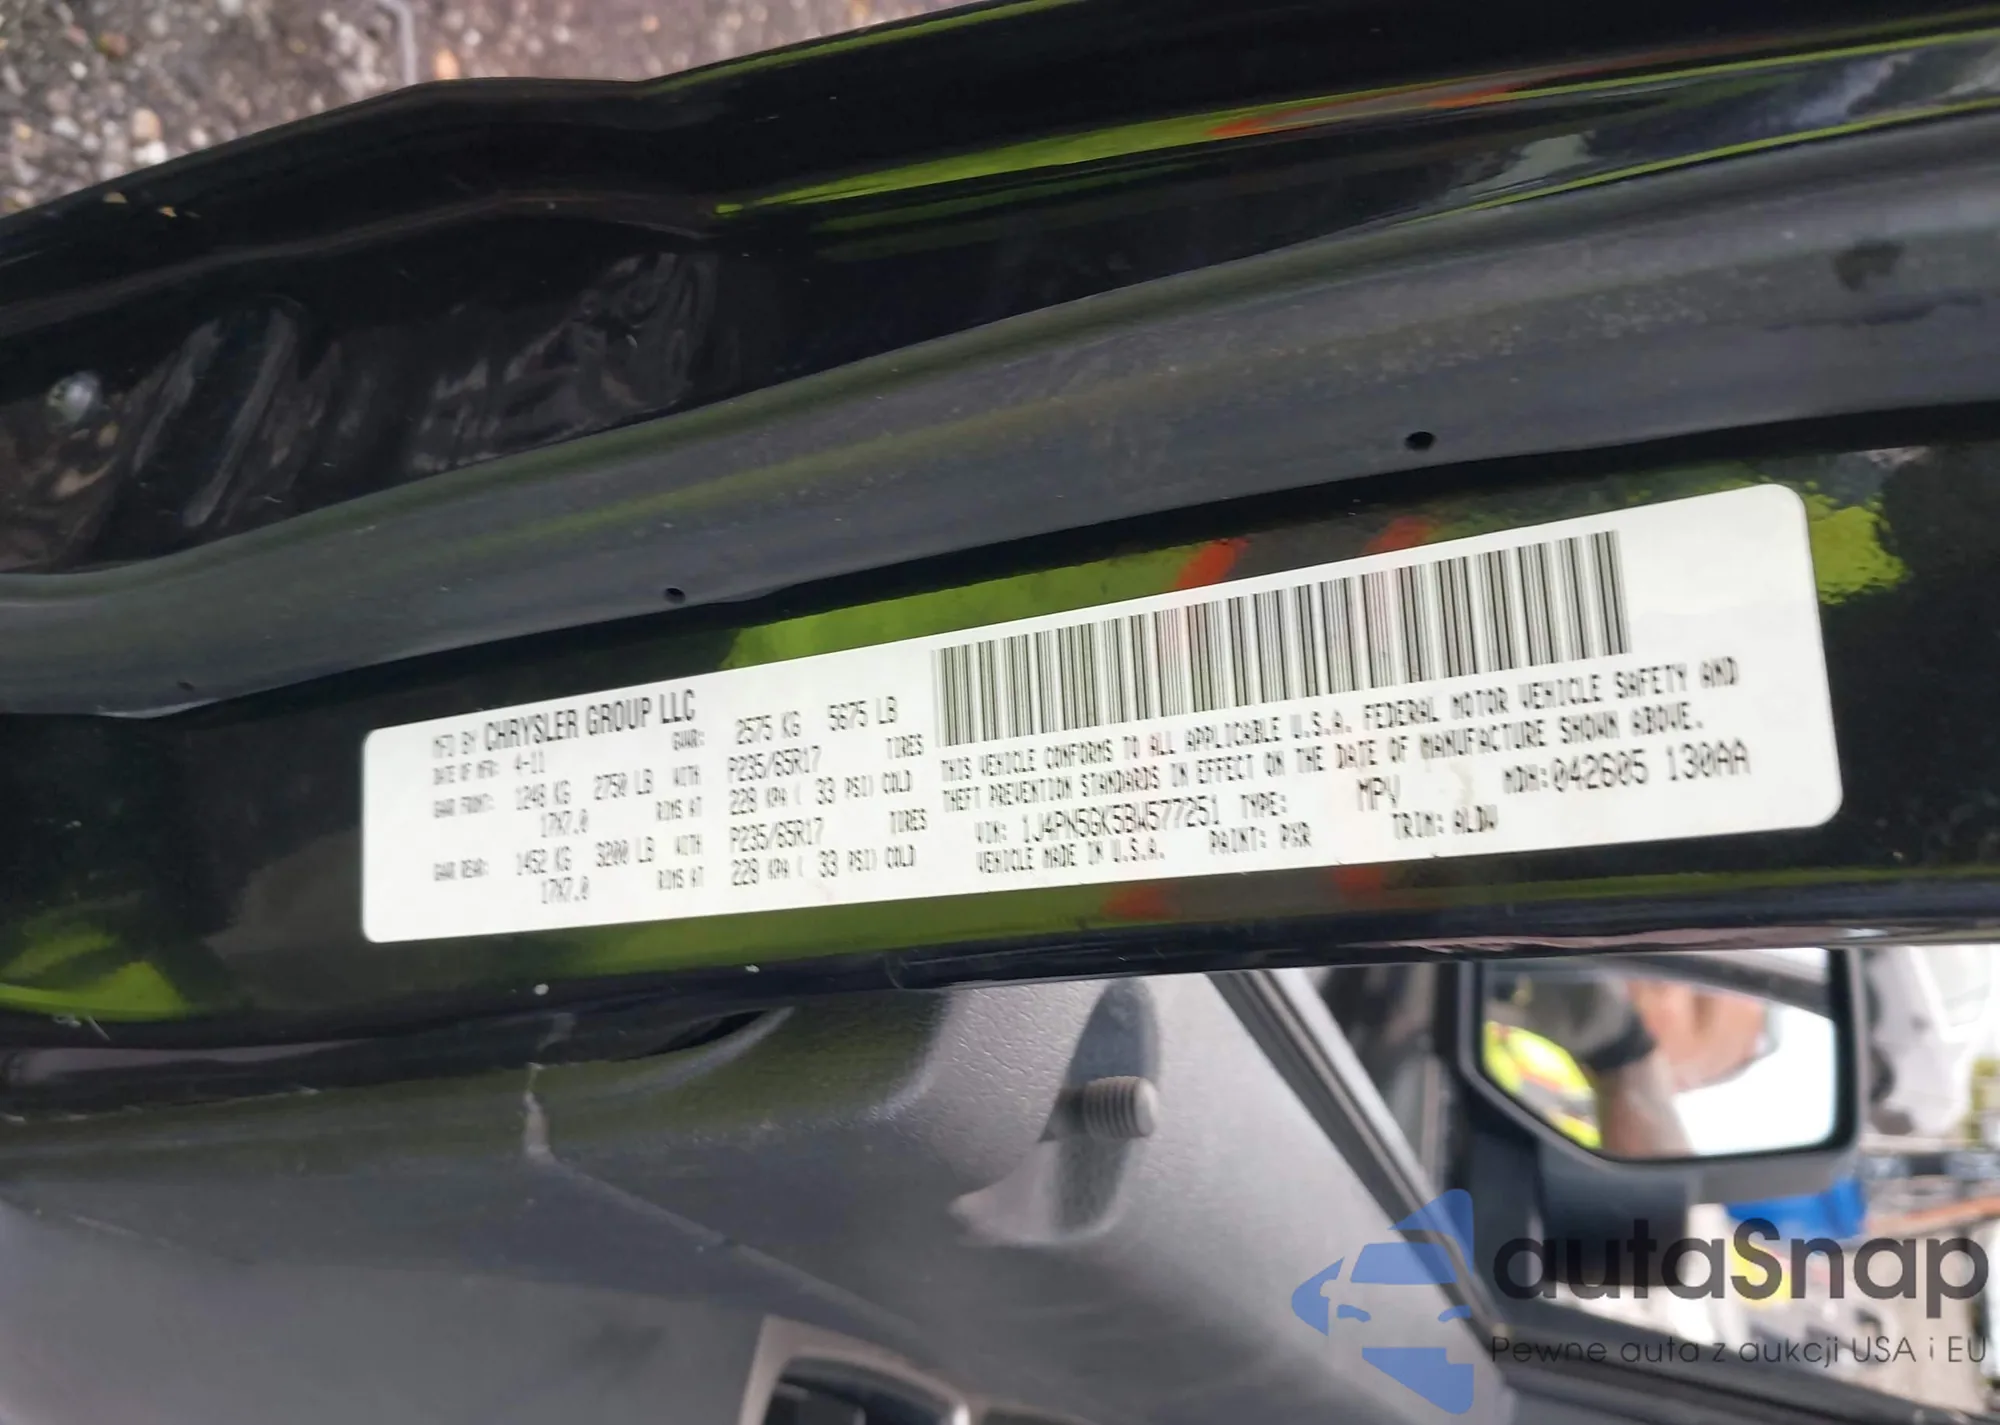 MFD BY CHRYSLER GROUP LLC
DATE OF MFR: 4-11 GVWR: 2575 KG 5675 LB
GAWR FRONT: 1248 KG 2750 LB WITH P235/65R17 TIRES
17X7.0 RIMS AT 228 KPA ( 33 PSI) COLD
GAWR REAR: 1452 KG 3200 LB WITH P235/65R17 TIRES
17X7.0 RIMS AT 228 KPA ( 33 PSI) COLD
THIS VEHICLE CONFORMS TO ALL APPLICABLE U.S.A. FEDERAL MOTOR VEHICLE SAFETY AND
THEFT PREVENTION STANDARDS IN EFFECT ON THE DATE OF MANUFACTURE SHOWN ABOVE.
VIN: 1J4PN5GK5BW577251 TYPE: MPV MDH:042605 130AA
VEHICLE MADE IN U.S.A. PAINT: PXR TRIM: ALDV
autaSnap
Pewne auta z aukcji USA i EU